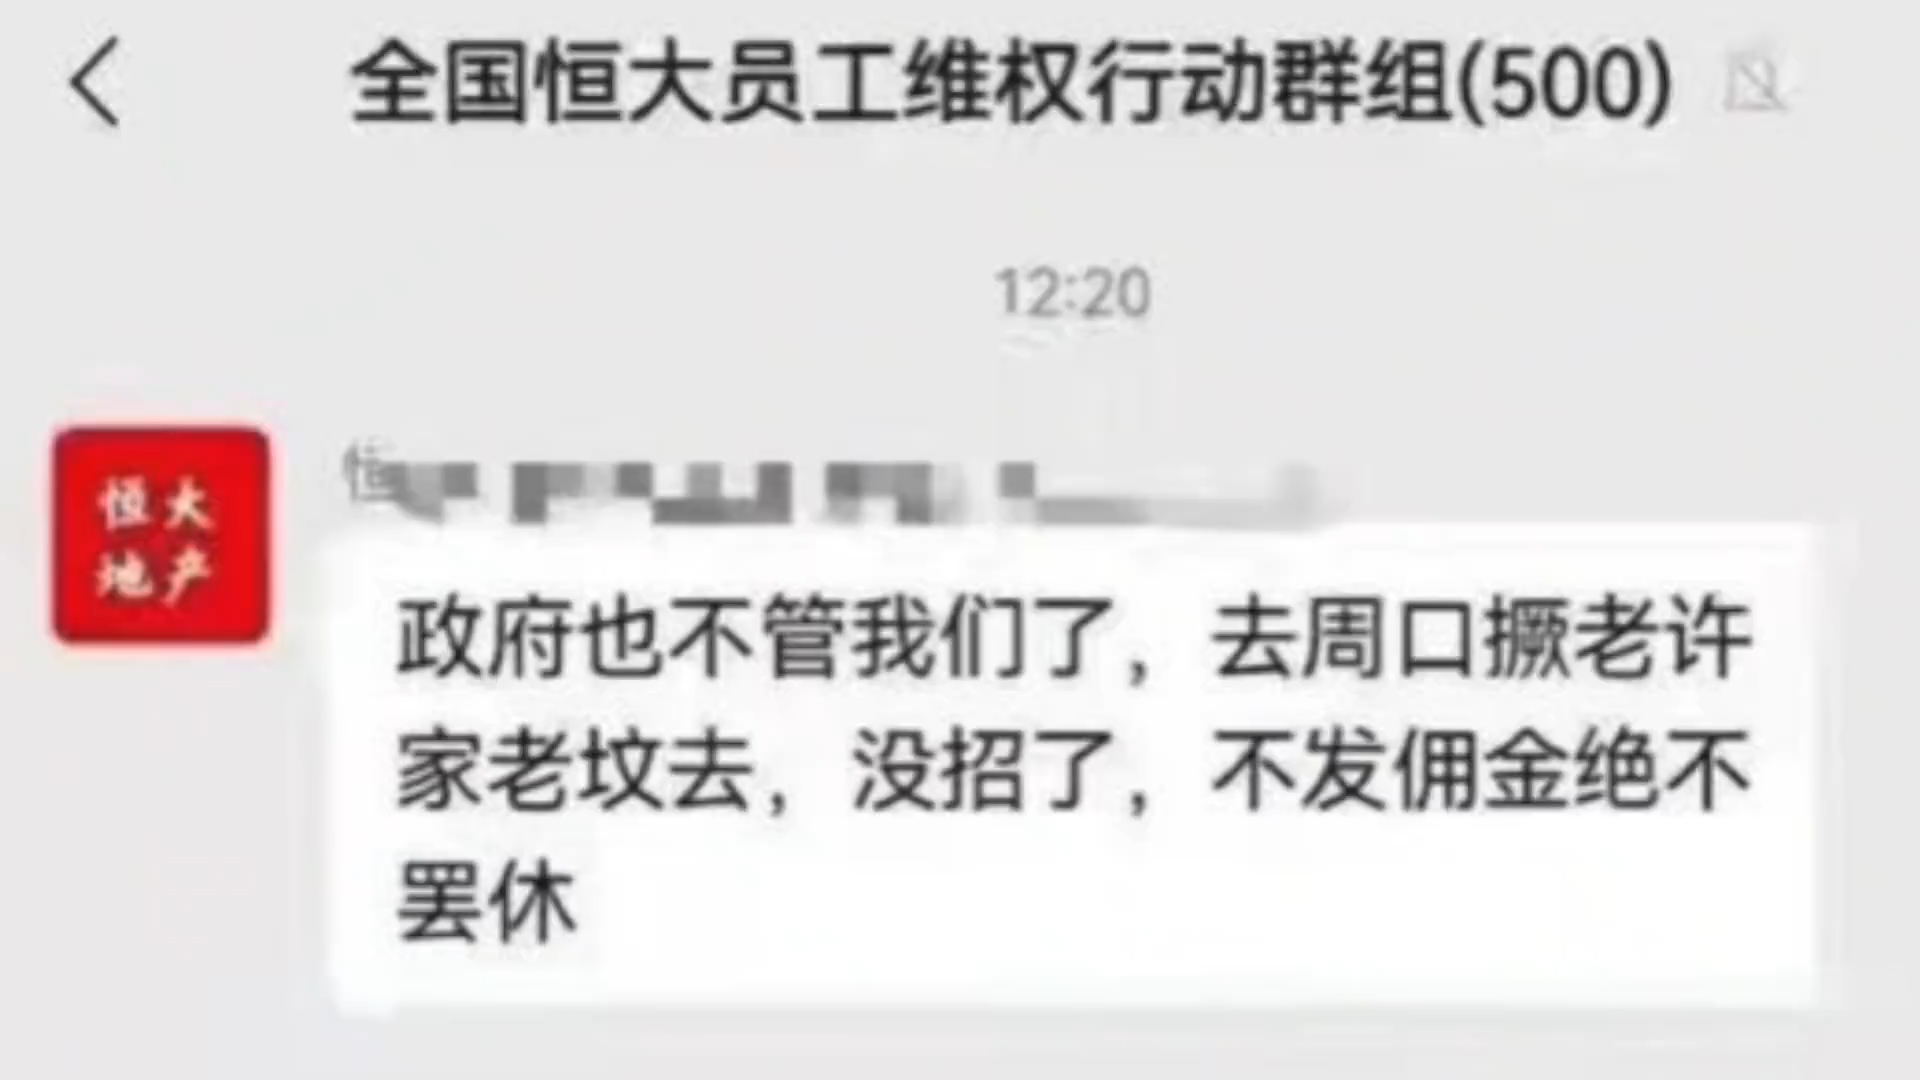 全国恒大员工维权行动群组(500)
12:20
恒
恒大
地产
政府也不管我们了，去周口撅老许
家老坟去，没招了，不发佣金绝不
罢休